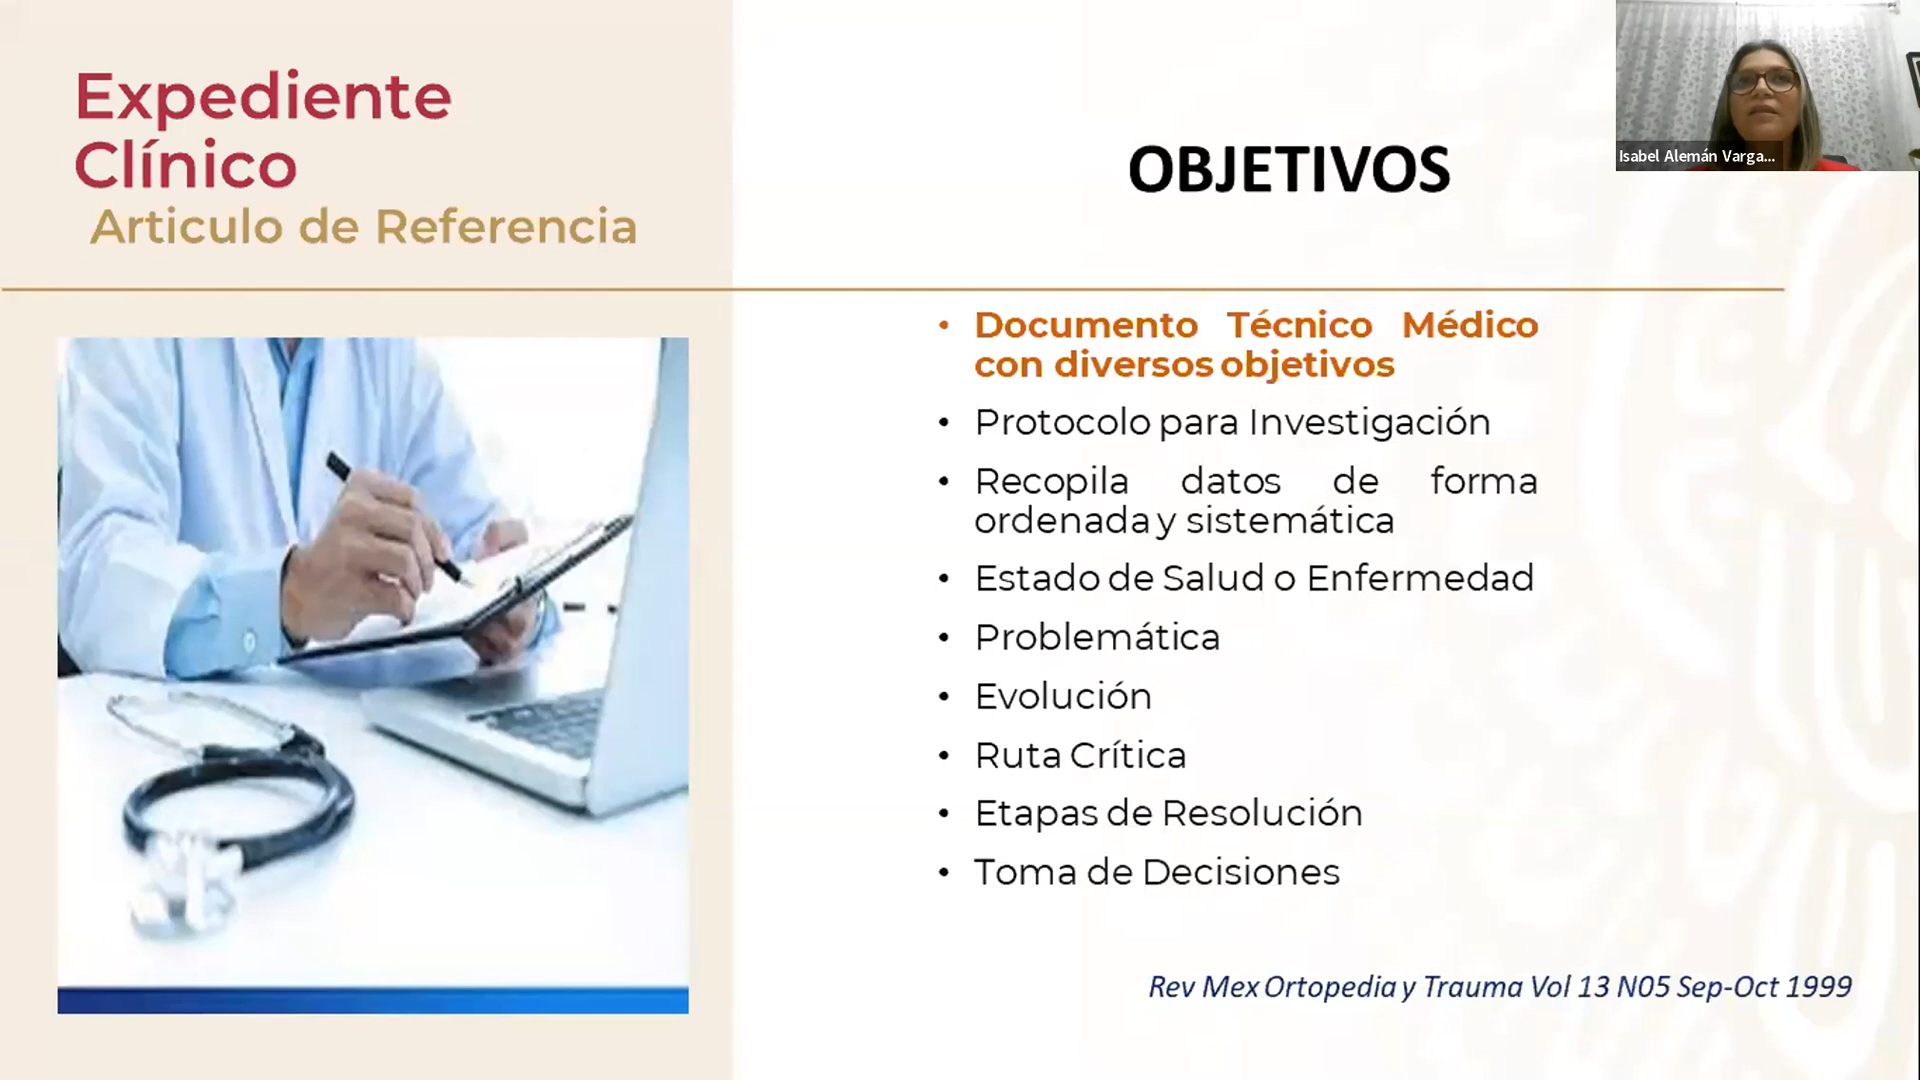 Expediente
Clínico
Articulo de Referencia
OBJETIVOS
Isabel Alemán Varga...
• Documento Técnico Médico
con diversos objetivos
• Protocolo para Investigación
• Recopila datos de forma
ordenada y sistemática
• Estado de Salud o Enfermedad
• Problemática
• Evolución
• Ruta Crítica
• Etapas de Resolución
• Toma de Decisiones
Rev Mex Ortopedia y Trauma Vol 13 N05 Sep-Oct 1999